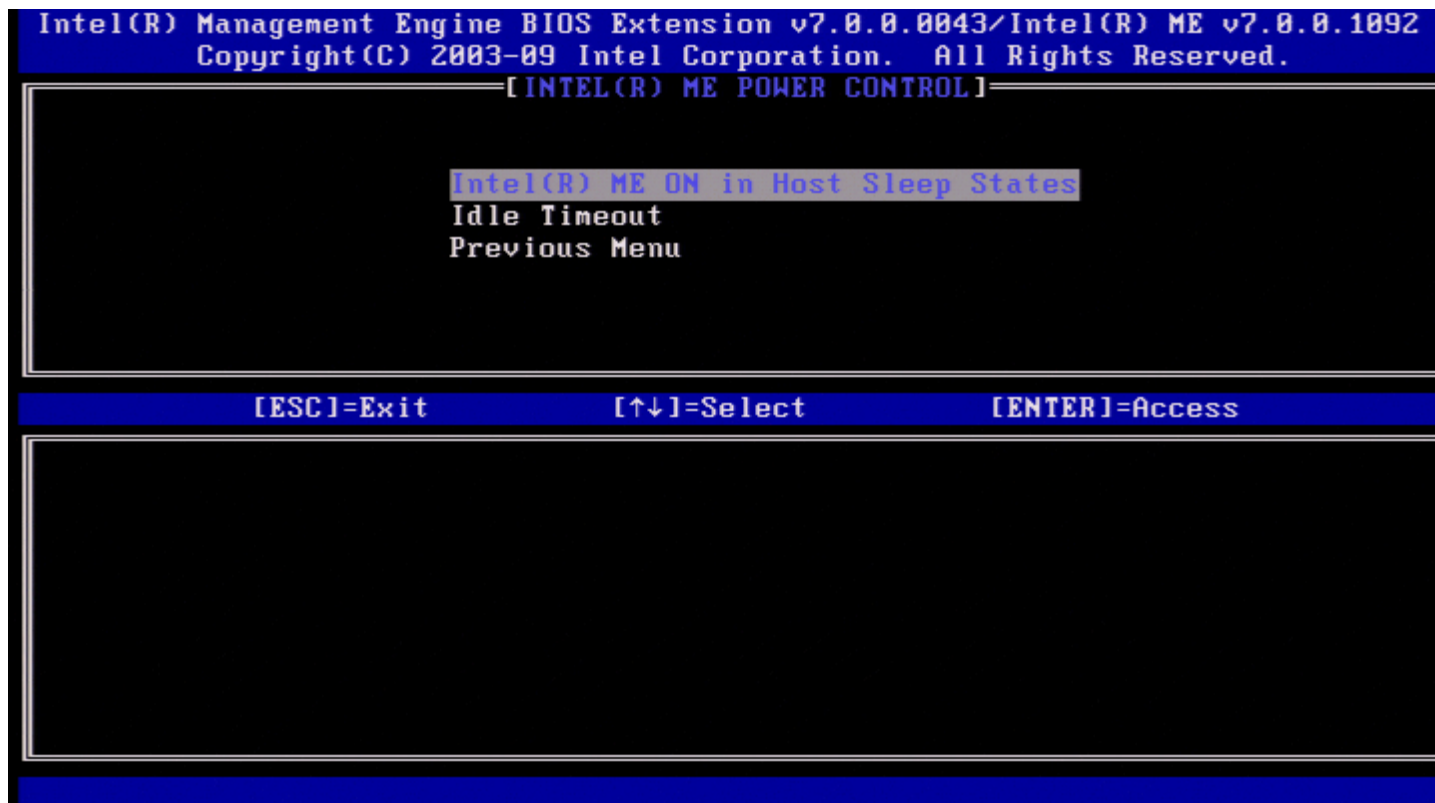 Intel(R) Management Engine BIOS Extension v7.0.0.0043/Intel(R) ME v7.0.0.1092
Copyright(C) 2003-09 Intel Corporation. All Rights Reserved.
[INTEL(R) ME POWER CONTROL]
Intel(R) ME ON in Host Sleep States
Idle Timeout
Previous Menu
[ESC]=Exit [↑↓]=Select [ENTER]=Access